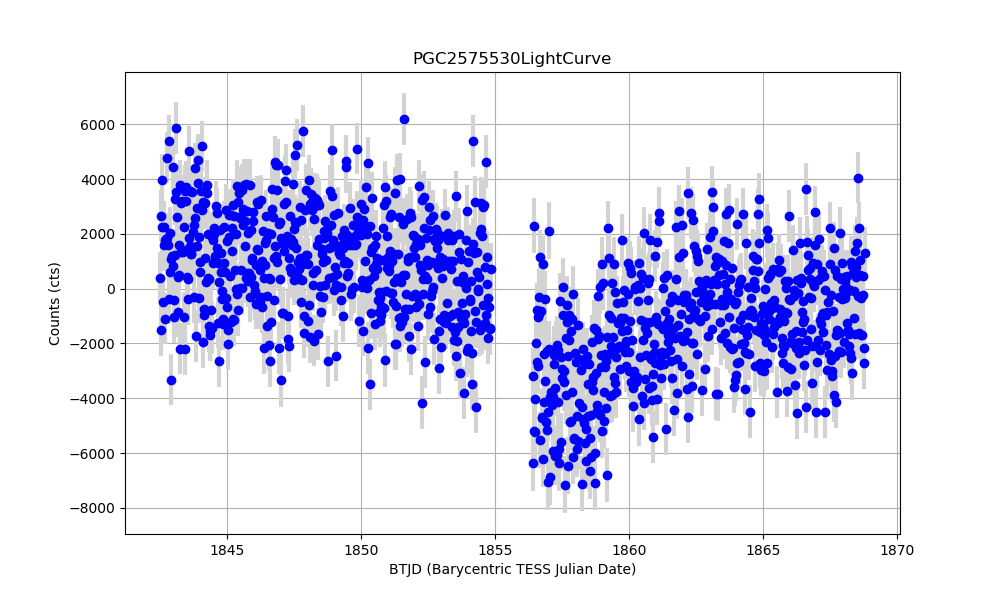 PGC2575530LightCurve
Counts (cts)
6000
4000
2000
0
−2000
−4000
−6000
−8000
1845 1850 1855 1860 1865 1870
BTJD (Barycentric TESS Julian Date)